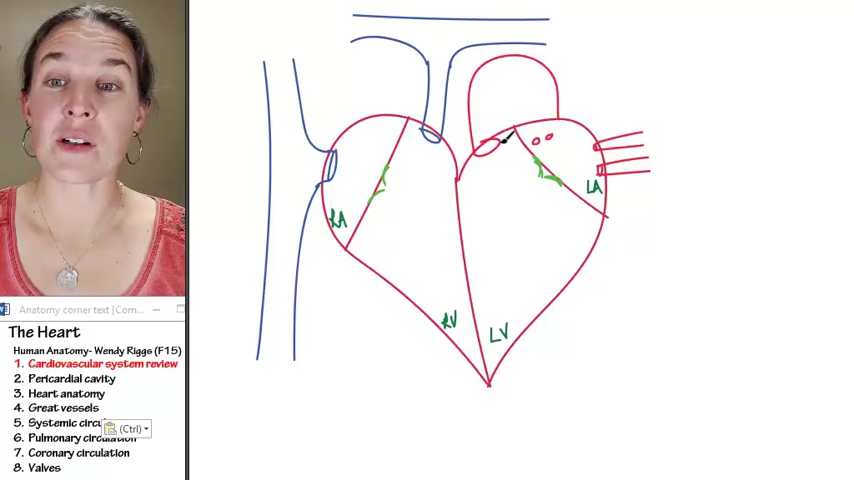 Anatomy corner text [Com...
The Heart
Human Anatomy- Wendy Riggs (F15)
1. Cardiovascular system review
2. Pericardial cavity
3. Heart anatomy
4. Great vessels
5. Systemic circu
(Ctrl)
6. Pulmonary circulation
7. Coronary circulation
8. Valves
RA
LA
RV
LV